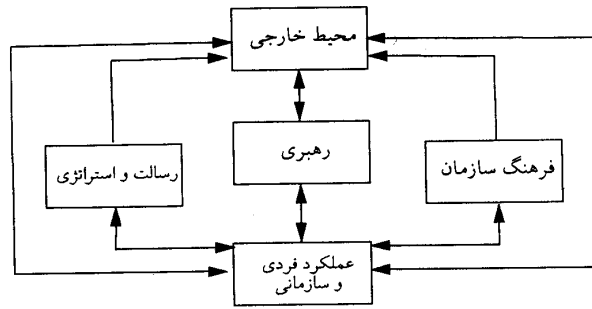 محیط خارجی
رهبری
فرهنگ سازمان
رسالت و استراتژی
عملکرد فردی
و سازمانی